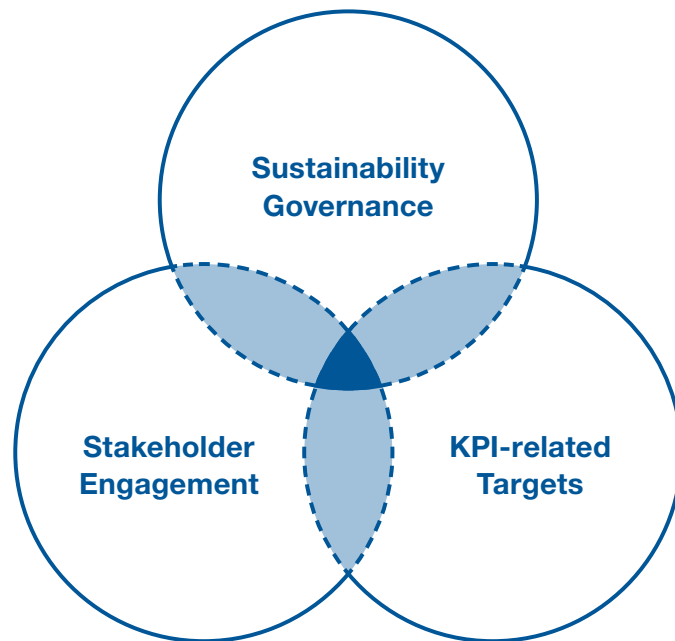 Sustainability
Governance
Stakeholder
Engagement
KPI-related
Targets